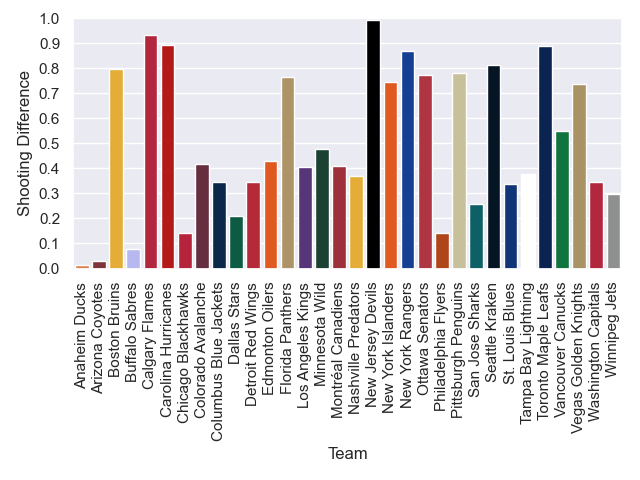 1.0
0.9
0.8
0.7
0.6
0.5
0.4
0.3
0.2
0.1
0.0
Shooting Difference
Anaheim Ducks
Arizona Coyotes
Boston Bruins
Buffalo Sabres
Calgary Flames
Carolina Hurricanes
Chicago Blackhawks
Colorado Avalanche
Columbus Blue Jackets
Dallas Stars
Detroit Red Wings
Edmonton Oilers
Florida Panthers
Los Angeles Kings
Minnesota Wild
Montréal Canadiens
Nashville Predators
New Jersey Devils
New York Islanders
New York Rangers
Ottawa Senators
Philadelphia Flyers
Pittsburgh Penguins
San Jose Sharks
Seattle Kraken
St. Louis Blues
Tampa Bay Lightning
Toronto Maple Leafs
Vancouver Canucks
Vegas Golden Knights
Washington Capitals
Winnipeg Jets
Team